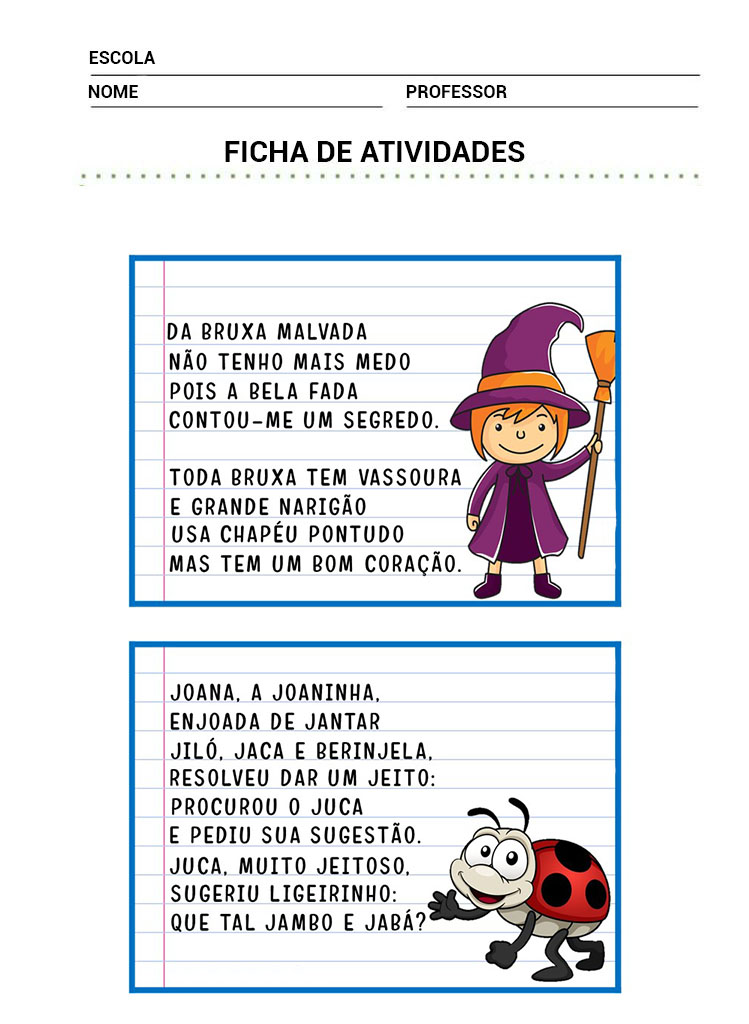 ESCOLA
NOME PROFESSOR
FICHA DE ATIVIDADES
DA BRUXA MALVADA
NÃO TENHO MAIS MEDO
POIS A BELA FADA
CONTOU-ME UM SEGREDO.
TODA BRUXA TEM VASSOURA
E GRANDE NARIGÃO
USA CHAPÉU PONTUDO
MAS TEM UM BOM CORAÇÃO.
JOANA, A JOANINHA,
ENJOADA DE JANTAR
JILÓ, JACA E BERINJELA,
RESOLVEU DAR UM JEITO:
PROCUROU O JUCA
E PEDIU SUA SUGESTÃO.
JUCA, MUITO JEITOSO,
SUGERIU LIGEIRINHO:
QUE TAL JAMBO E JABÁ?